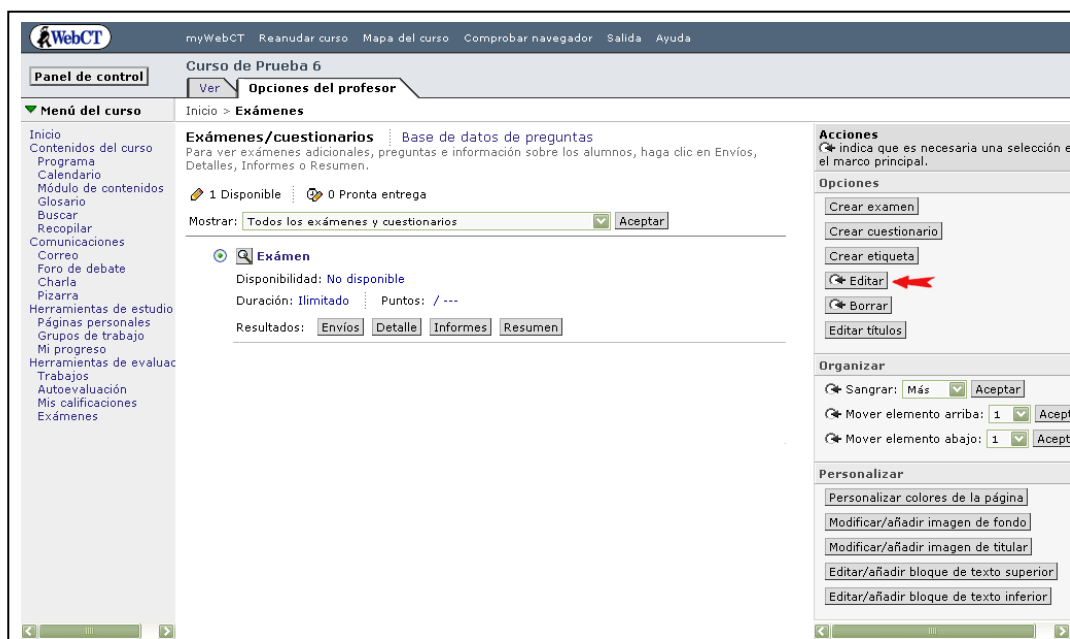 WebCT
myWebCT Reanudar curso Mapa del curso Comprobar navegador Salida Ayuda
Panel de control
Curso de Prueba 6
Ver Opciones del profesor
Menú del curso
Inicio > Exámenes
Inicio
Contenidos del curso
Programa
Calendario
Módulo de contenidos
Glosario
Buscar
Recopilar
Comunicaciones
Correo
Foro de debate
Charla
Pizarra
Herramientas de estudio
Páginas personales
Grupos de trabajo
Mi progreso
Herramientas de evaluac
Trabajos
Autoevaluación
Mis calificaciones
Exámenes
Exámenes/cuestionarios Base de datos de preguntas
Para ver exámenes adicionales, preguntas e información sobre los alumnos, haga clic en Envíos,
Detalles, Informes o Resumen.
1 Disponible 0 Pronta entrega
Mostrar: Todos los exámenes y cuestionarios Aceptar
Exámen
Disponibilidad: No disponible
Duración: Ilimitado Puntos: / ---
Resultados: Envíos Detalle Informes Resumen
Acciones
indica que es necesaria una selección e
el marco principal.
Opciones
Crear examen
Crear cuestionario
Crear etiqueta
Editar
Borrar
Editar títulos
Organizar
Sangrar: Más Aceptar
Mover elemento arriba: 1 Acept
Mover elemento abajo: 1 Acept
Personalizar
Personalizar colores de la página
Modificar/añadir imagen de fondo
Modificar/añadir imagen de titular
Editar/añadir bloque de texto superior
Editar/añadir bloque de texto inferior